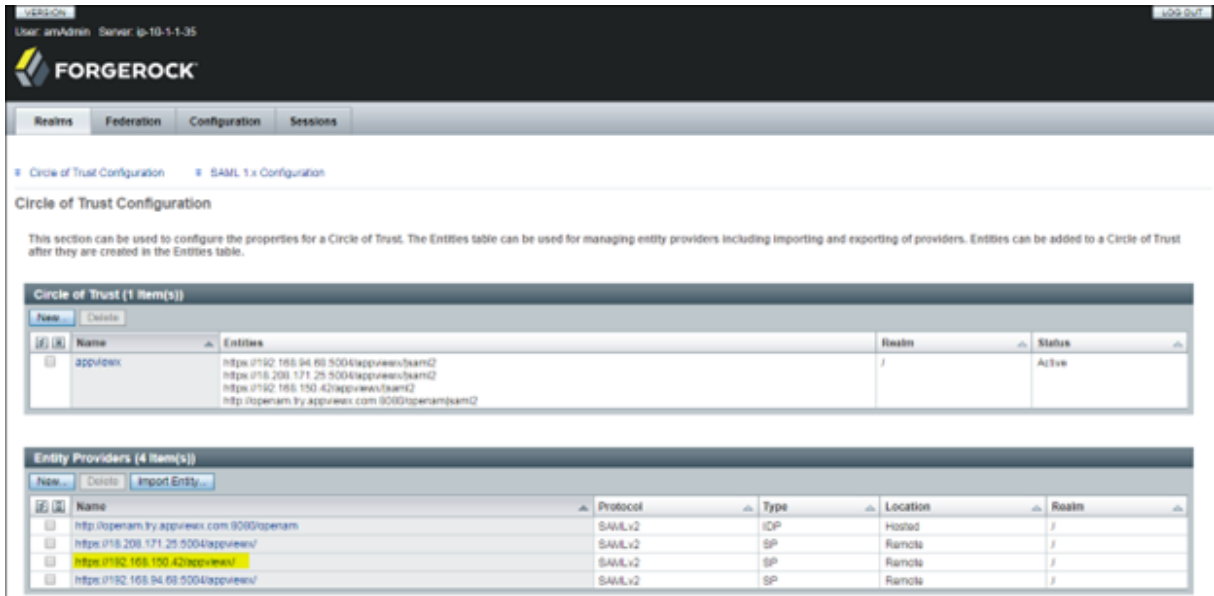 VERSION
LOG OUT
User: amAdmin Server: ip-10-1-1-35
FORGEROCK
Realms Federation Configuration Sessions
Circle of Trust Configuration SAML 1.x Configuration
Circle of Trust Configuration
This section can be used to configure the properties for a Circle of Trust. The Entities table can be used for managing entity providers including importing and exporting of providers. Entities can be added to a Circle of Trust
after they are created in the Entities table.
Circle of Trust (1 Item(s))
New... Delete
Name Entities Realm Status
appviewx https://192.168.94.68:5004/appviewx/|saml2 / Active
https://18.208.171.25:5004/appviewx/|saml2
https://192.168.150.42/appviewx/|saml2
http://openam.try.appviewx.com:8080/openam|saml2
Entity Providers (4 Item(s))
New... Delete Import Entity...
Name Protocol Type Location Realm
http://openam.try.appviewx.com:8080/openam SAMLv2 IDP Hosted /
https://18.208.171.25:5004/appviewx/ SAMLv2 SP Remote /
https://192.168.150.42/appviewx/ SAMLv2 SP Remote /
https://192.168.94.68:5004/appviewx/ SAMLv2 SP Remote /